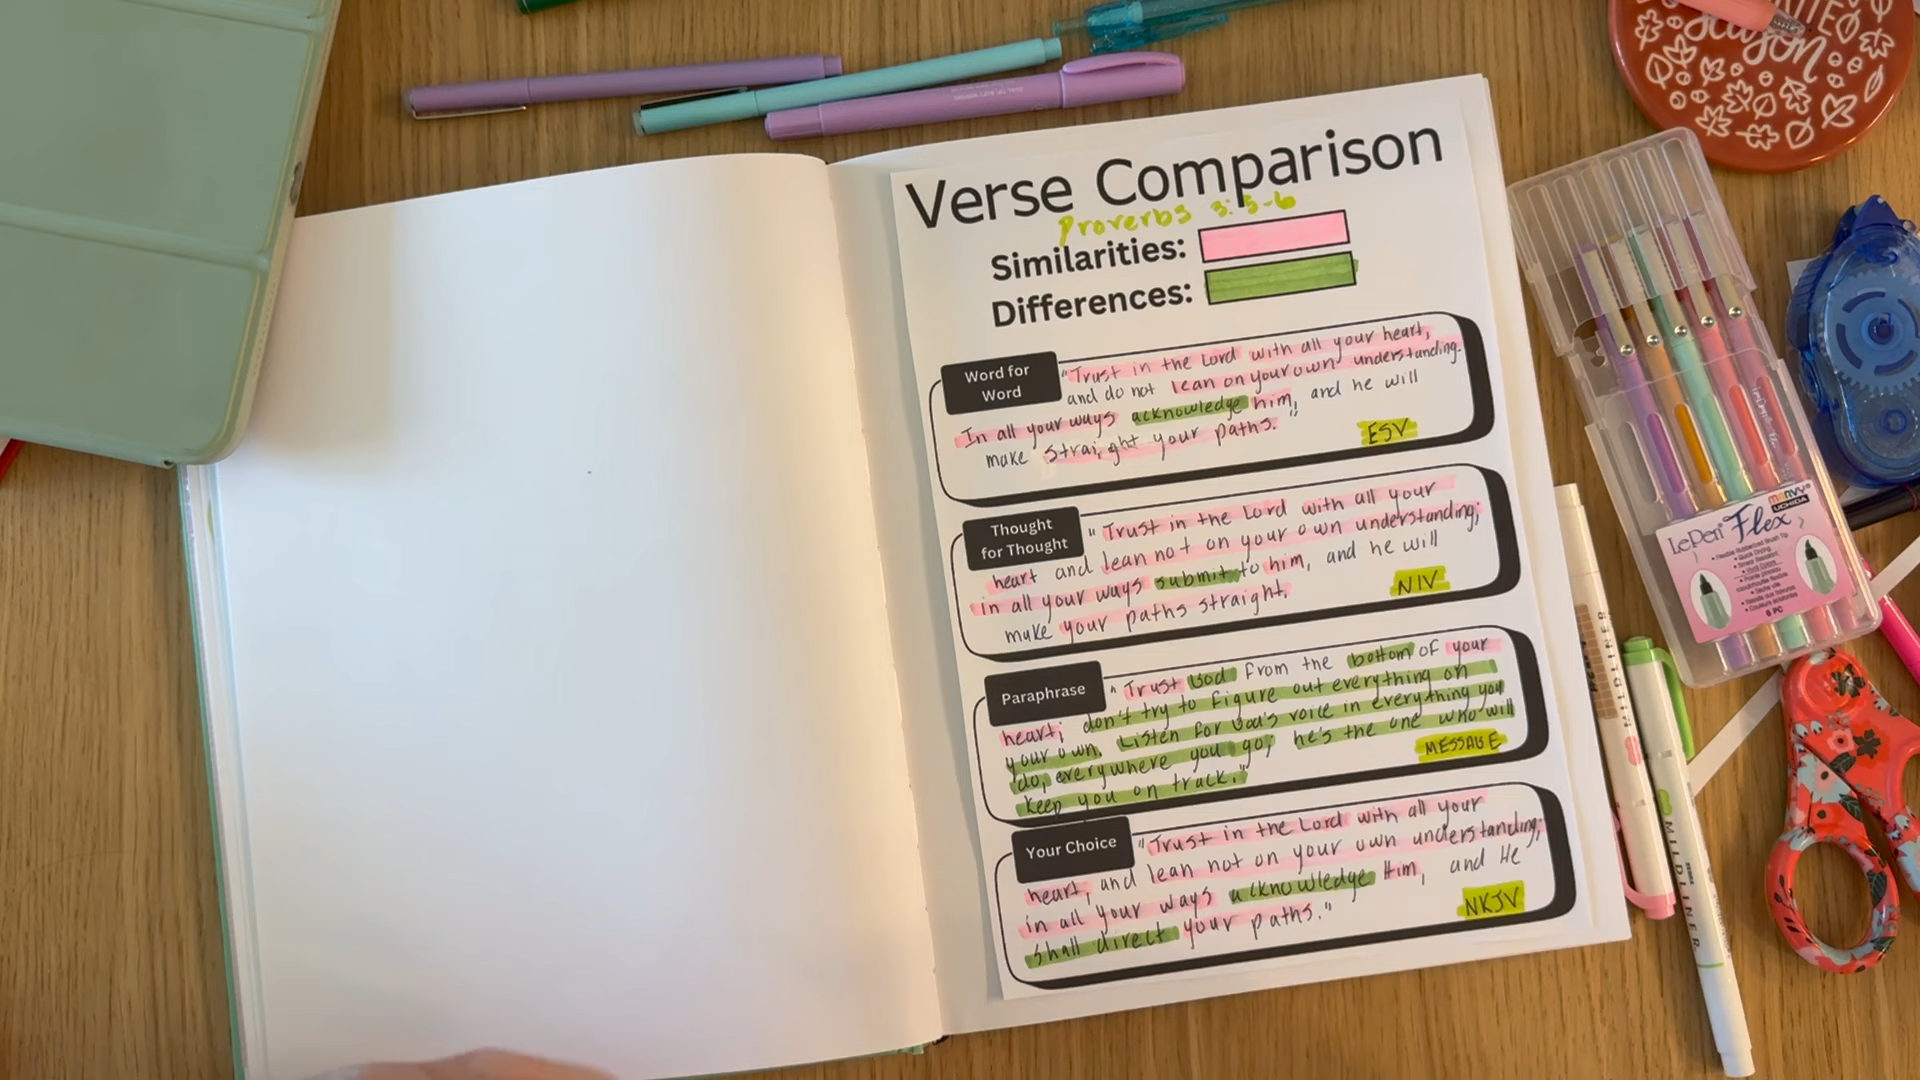 Verse Comparison
Proverbs 3:5-6
Similarities:
Differences:
Word for
Word
"Trust in the Lord with all your heart,
and do not lean on your own understanding.
In all your ways acknowledge him, and he will
make straight your paths."
ESV
Thought
for Thought
"Trust in the Lord with all your
heart and lean not on your own understanding;
in all your ways submit to him, and he will
make your paths straight.
NIV
Paraphrase
"Trust God from the bottom of your
heart; don't try to figure out everything on
your own. Listen for God's voice in everything you
do, everywhere you go; he's the one who will
keep you on track."
MESSAGE
Your Choice
"Trust in the Lord with all your
heart, and lean not on your own understanding;
in all your ways acknowledge Him, and He
shall direct your paths."
NKJV
Season
marvy
UCHIDA
LePen Flex
6 PC
MILDLINER